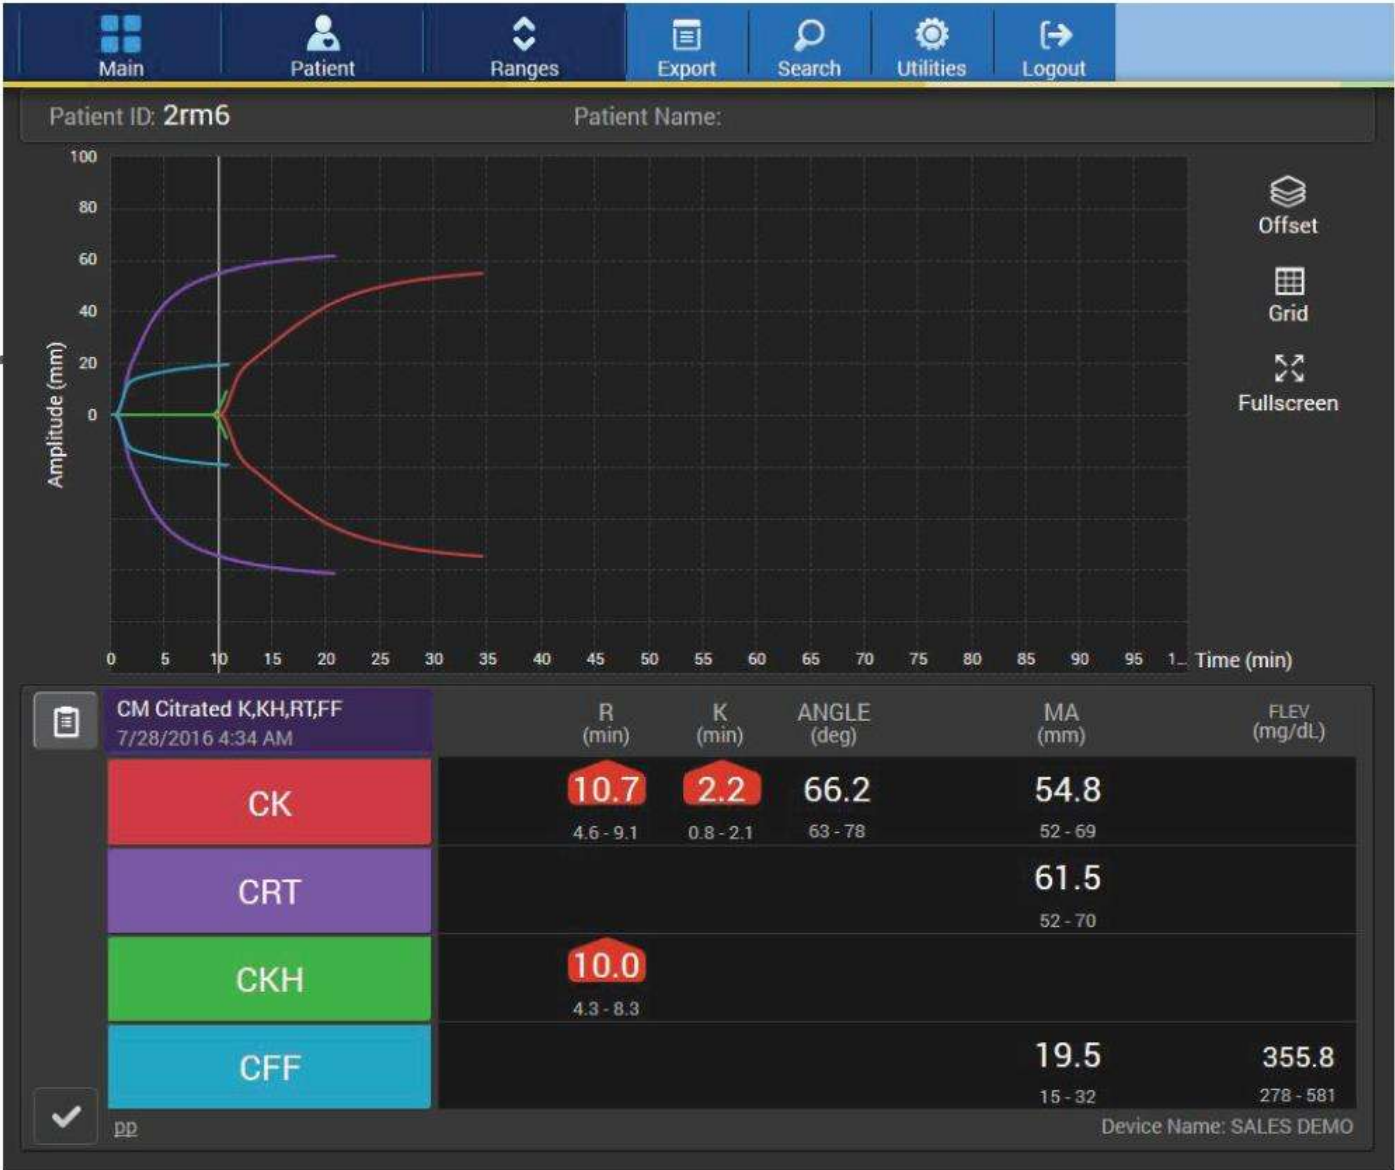 Main Patient Ranges Export Search Utilities Logout
Patient ID: 2rm6 Patient Name:
100
80
60
40
20
0
Amplitude (mm)
Offset
Grid
Fullscreen
0 5 10 15 20 25 30 35 40 45 50 55 60 65 70 75 80 85 90 95 1... Time (min)
CM Citrated K,KH,RT,FF
7/28/2016 4:34 AM
R K ANGLE MA FLEV
(min) (min) (deg) (mm) (mg/dL)
CK 10.7 2.2 66.2 54.8
4.6 - 9.1 0.8 - 2.1 63 - 78 52 - 69
CRT 61.5
52 - 70
CKH 10.0
4.3 - 8.3
CFF 19.5 355.8
15 - 32 278 - 581
pp Device Name: SALES DEMO